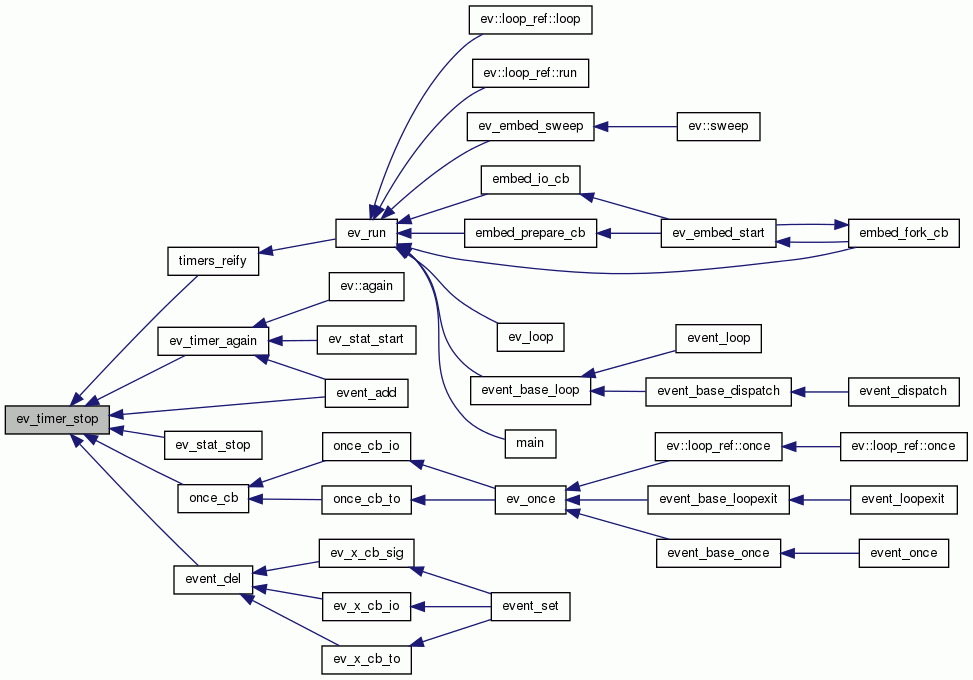 ev::loop_ref::loop
ev::loop_ref::run
ev_embed_sweep
ev::sweep
embed_io_cb
ev_run
embed_prepare_cb
ev_embed_start
embed_fork_cb
timers_reify
ev::again
ev_timer_again
ev_stat_start
ev_loop
event_loop
event_add
event_base_loop
event_base_dispatch
event_dispatch
ev_timer_stop
ev_stat_stop
once_cb_io
main
ev::loop_ref::once
ev::loop_ref::once
once_cb
once_cb_to
ev_once
event_base_loopexit
event_loopexit
ev_x_cb_sig
event_base_once
event_once
event_del
ev_x_cb_io
event_set
ev_x_cb_to